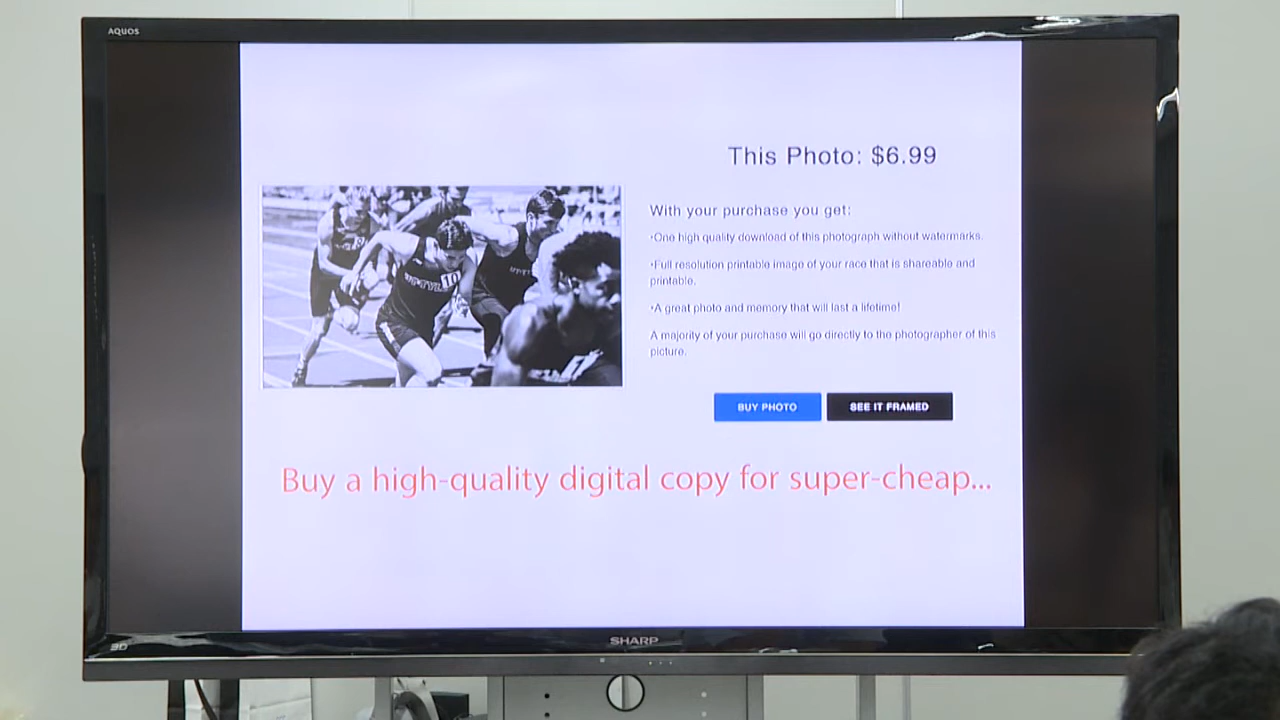 AQUOS
This Photo: $6.99
With your purchase you get:
•One high quality download of this photograph without watermarks.
•Full resolution printable image of your race that is shareable and
printable.
•A great photo and memory that will last a lifetime!
A majority of your purchase will go directly to the photographer of this
picture.
BUY PHOTO
SEE IT FRAMED
Buy a high-quality digital copy for super-cheap...
SHARP
3D